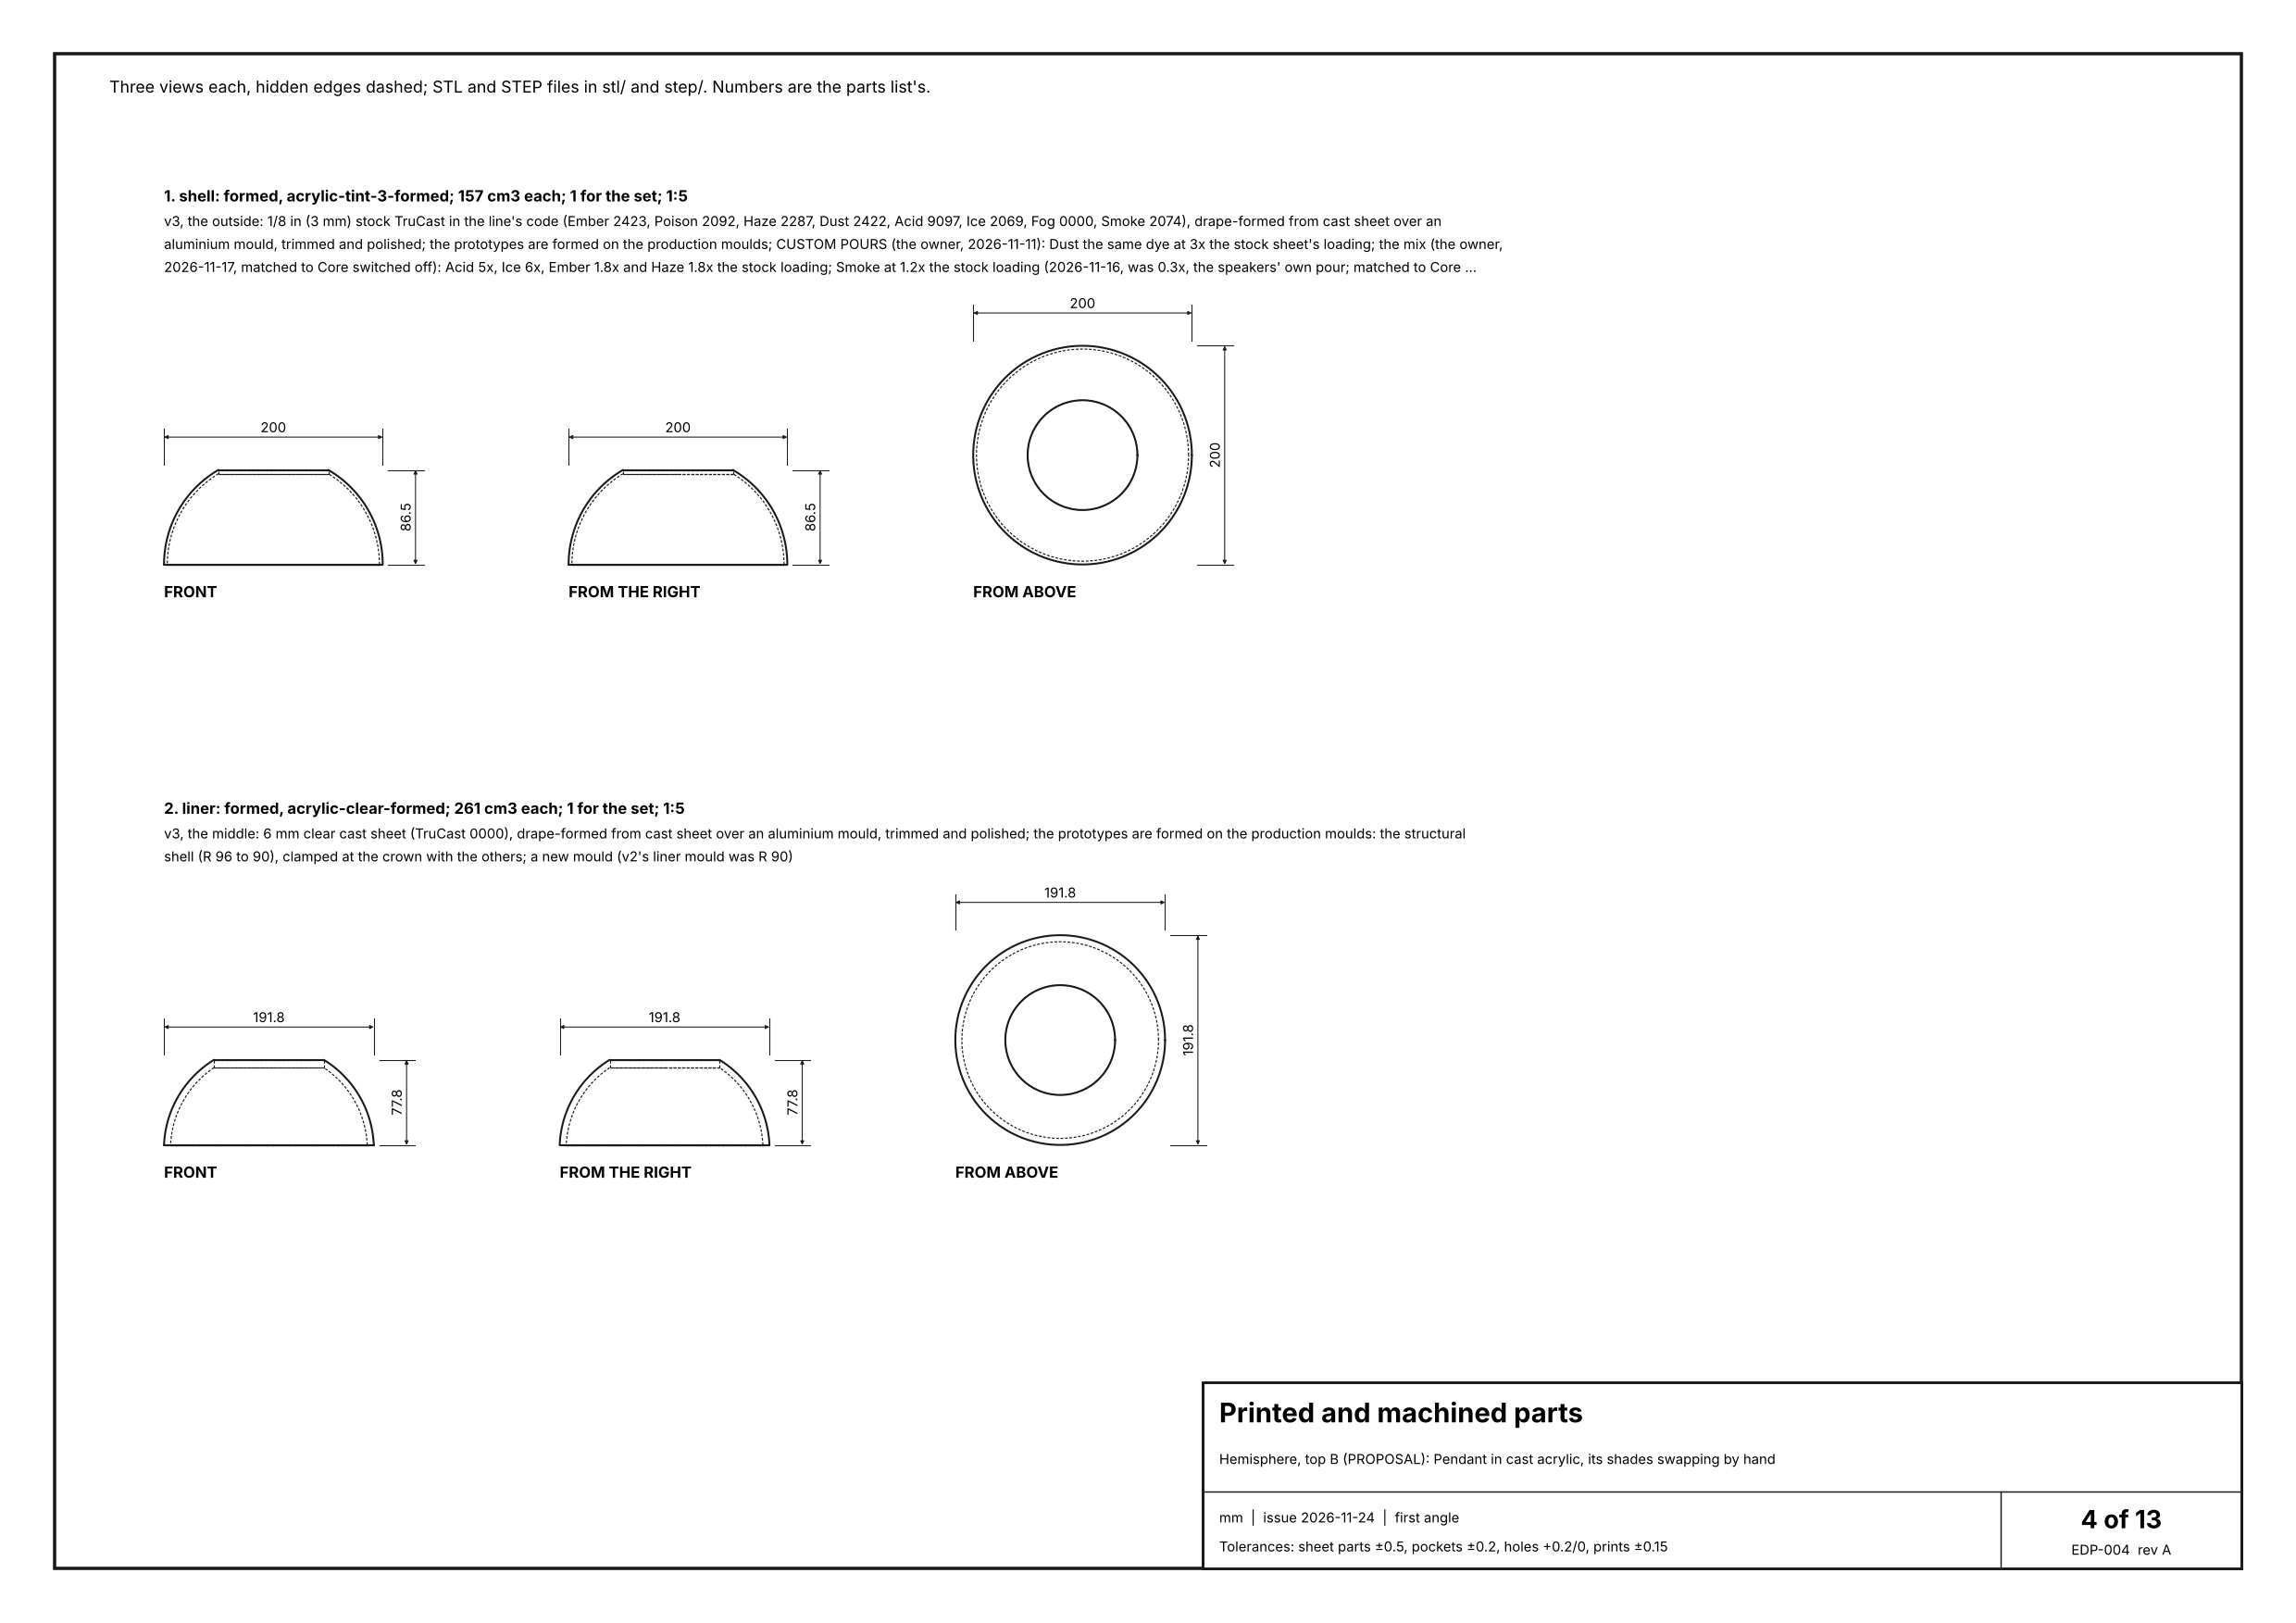 Three views each, hidden edges dashed; STL and STEP files in stl/ and step/. Numbers are the parts list's.
1. shell: formed, acrylic-tint-3-formed; 157 cm3 each; 1 for the set; 1:5
v3, the outside: 1/8 in (3 mm) stock TruCast in the line's code (Ember 2423, Poison 2092, Haze 2287, Dust 2422, Acid 9097, Ice 2069, Fog 0000, Smoke 2074), drape-formed from cast sheet over an
aluminium mould, trimmed and polished; the prototypes are formed on the production moulds; CUSTOM POURS (the owner, 2026-11-11): Dust the same dye at 3x the stock sheet's loading; the mix (the owner,
2026-11-17, matched to Core switched off): Acid 5x, Ice 6x, Ember 1.8x and Haze 1.8x the stock loading; Smoke at 1.2x the stock loading (2026-11-16, was 0.3x, the speakers' own pour; matched to Core ...
200
200
200
200
86.5
86.5
FRONT
FROM THE RIGHT
FROM ABOVE
2. liner: formed, acrylic-clear-formed; 261 cm3 each; 1 for the set; 1:5
v3, the middle: 6 mm clear cast sheet (TruCast 0000), drape-formed from cast sheet over an aluminium mould, trimmed and polished; the prototypes are formed on the production moulds: the structural
shell (R 96 to 90), clamped at the crown with the others; a new mould (v2's liner mould was R 90)
191.8
191.8
191.8
191.8
77.8
77.8
FRONT
FROM THE RIGHT
FROM ABOVE
Printed and machined parts
Hemisphere, top B (PROPOSAL): Pendant in cast acrylic, its shades swapping by hand
mm | issue 2026-11-24 | first angle
Tolerances: sheet parts ±0.5, pockets ±0.2, holes +0.2/0, prints ±0.15
4 of 13
EDP-004 rev A